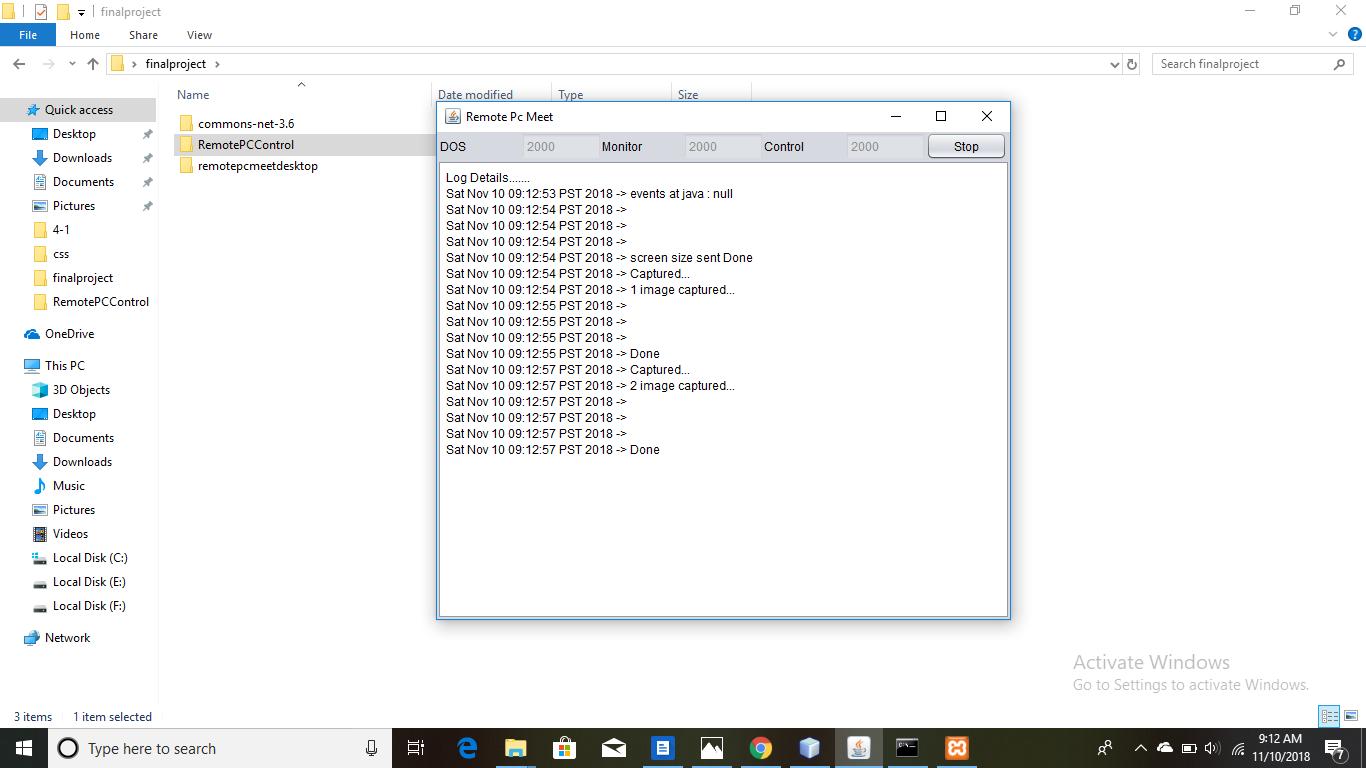 finalproject
File Home Share View
finalproject
Search finalproject
Name Date modified Type Size
Quick access
Desktop
Downloads
Documents
Pictures
4-1
css
finalproject
RemotePCControl
OneDrive
This PC
3D Objects
Desktop
Documents
Downloads
Music
Pictures
Videos
Local Disk (C:)
Local Disk (E:)
Local Disk (F:)
Network
commons-net-3.6
RemotePCControl
remotepcmeetdesktop
Remote Pc Meet
DOS 2000 Monitor 2000 Control 2000 Stop
Log Details.......
Sat Nov 10 09:12:53 PST 2018 -> events at java : null
Sat Nov 10 09:12:54 PST 2018 ->
Sat Nov 10 09:12:54 PST 2018 ->
Sat Nov 10 09:12:54 PST 2018 ->
Sat Nov 10 09:12:54 PST 2018 -> screen size sent Done
Sat Nov 10 09:12:54 PST 2018 -> Captured...
Sat Nov 10 09:12:54 PST 2018 -> 1 image captured...
Sat Nov 10 09:12:55 PST 2018 ->
Sat Nov 10 09:12:55 PST 2018 ->
Sat Nov 10 09:12:55 PST 2018 ->
Sat Nov 10 09:12:55 PST 2018 -> Done
Sat Nov 10 09:12:57 PST 2018 -> Captured...
Sat Nov 10 09:12:57 PST 2018 -> 2 image captured...
Sat Nov 10 09:12:57 PST 2018 ->
Sat Nov 10 09:12:57 PST 2018 ->
Sat Nov 10 09:12:57 PST 2018 ->
Sat Nov 10 09:12:57 PST 2018 -> Done
Activate Windows
Go to Settings to activate Windows.
3 items 1 item selected
Type here to search
9:12 AM
11/10/2018
7